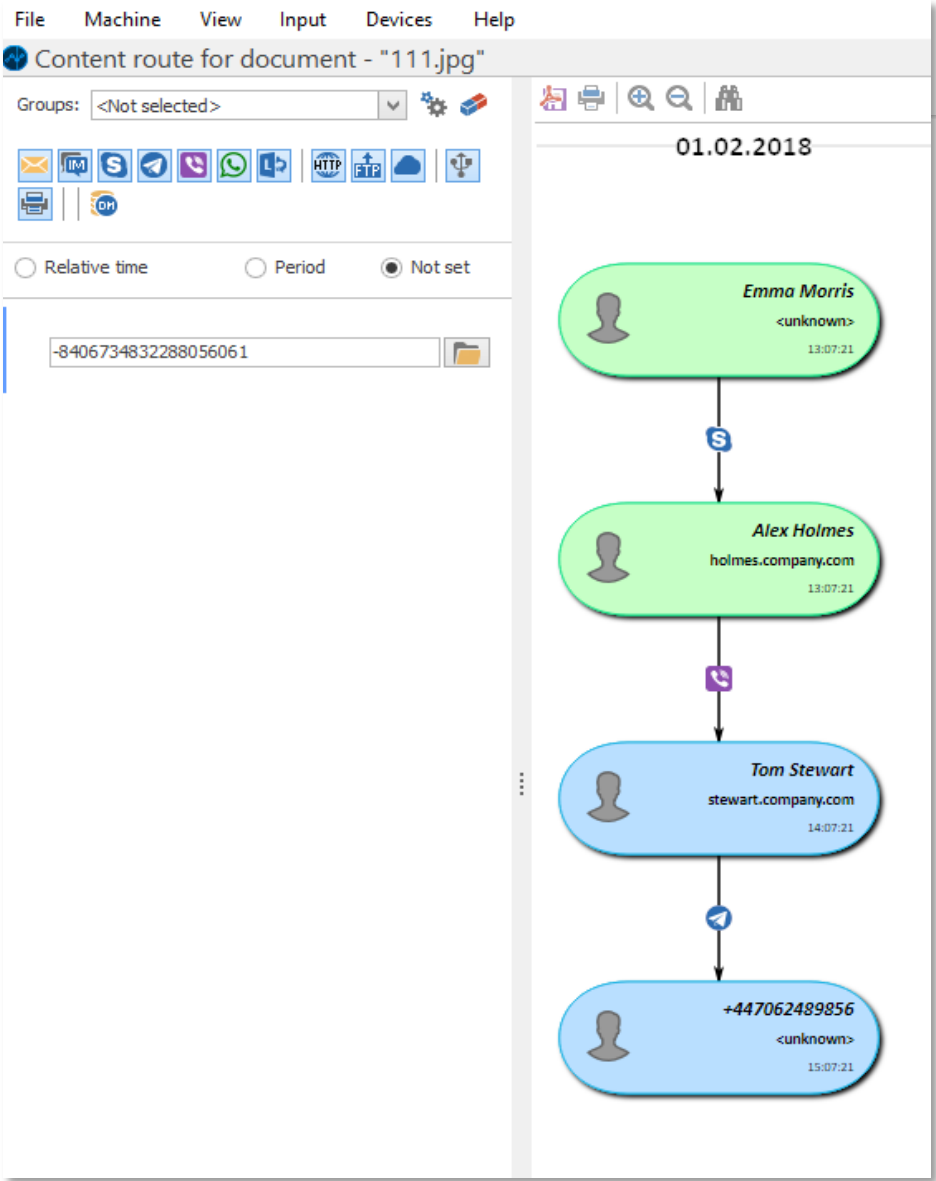 File Machine View Input Devices Help
Content route for document - "111.jpg"
Groups: <Not selected>
IM S L HTTP FTP
DM
Relative time Period Not set
-8406734832288056061
01.02.2018
Emma Morris
<unknown>
13:07:21
S
Alex Holmes
holmes.company.com
13:07:21
Tom Stewart
stewart.company.com
14:07:21
+447062489856
<unknown>
15:07:21